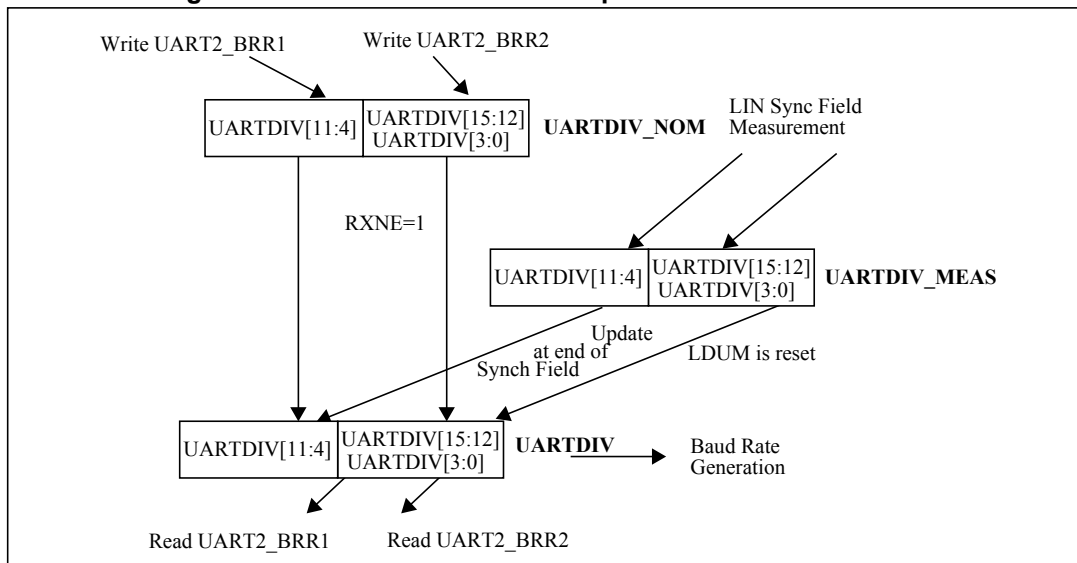 Write UART2_BRR1
Write UART2_BRR2
UARTDIV[11:4]
UARTDIV[15:12]
UARTDIV[3:0]
UARTDIV_NOM
LIN Sync Field
Measurement
RXNE=1
UARTDIV[11:4]
UARTDIV[15:12]
UARTDIV[3:0]
UARTDIV_MEAS
Update
at end of
Synch Field
LDUM is reset
UARTDIV[11:4]
UARTDIV[15:12]
UARTDIV[3:0]
UARTDIV
Baud Rate
Generation
Read UART2_BRR1
Read UART2_BRR2